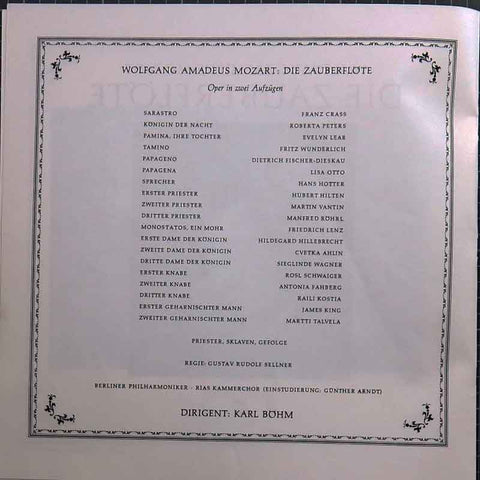 WOLFGANG AMADEUS MOZART: DIE ZAUBERFLÖTE
Oper in zwei Aufzügen
SARASTRO FRANZ CRASS
KÖNIGIN DER NACHT ROBERTA PETERS
PAMINA, IHRE TOCHTER EVELYN LEAR
TAMINO FRITZ WUNDERLICH
PAPAGENO DIETRICH FISCHER-DIESKAU
PAPAGENA LISA OTTO
SPRECHER HANS HOTTER
ERSTER PRIESTER HUBERT HILTEN
ZWEITER PRIESTER MARTIN VANTIN
DRITTER PRIESTER MANFRED RÖHRL
MONOSTATOS, EIN MOHR FRIEDRICH LENZ
ERSTE DAME DER KÖNIGIN HILDEGARD HILLEBRECHT
ZWEITE DAME DER KÖNIGIN CVETKA AHLIN
DRITTE DAME DER KÖNIGIN SIEGLINDE WAGNER
ERSTER KNABE ROSL SCHWAIGER
ZWEITER KNABE ANTONIA FAHBERG
DRITTER KNABE RAILI KOSTIA
ERSTER GEHARNISCHTER MANN JAMES KING
ZWEITER GEHARNISCHTER MANN MARTTI TALVELA
PRIESTER, SKLAVEN, GEFOLGE
REGIE: GUSTAV RUDOLF SELLNER
BERLINER PHILHARMONIKER · RIAS KAMMERCHOR (EINSTUDIERUNG: GÜNTHER ARNDT)
DIRIGENT: KARL BÖHM